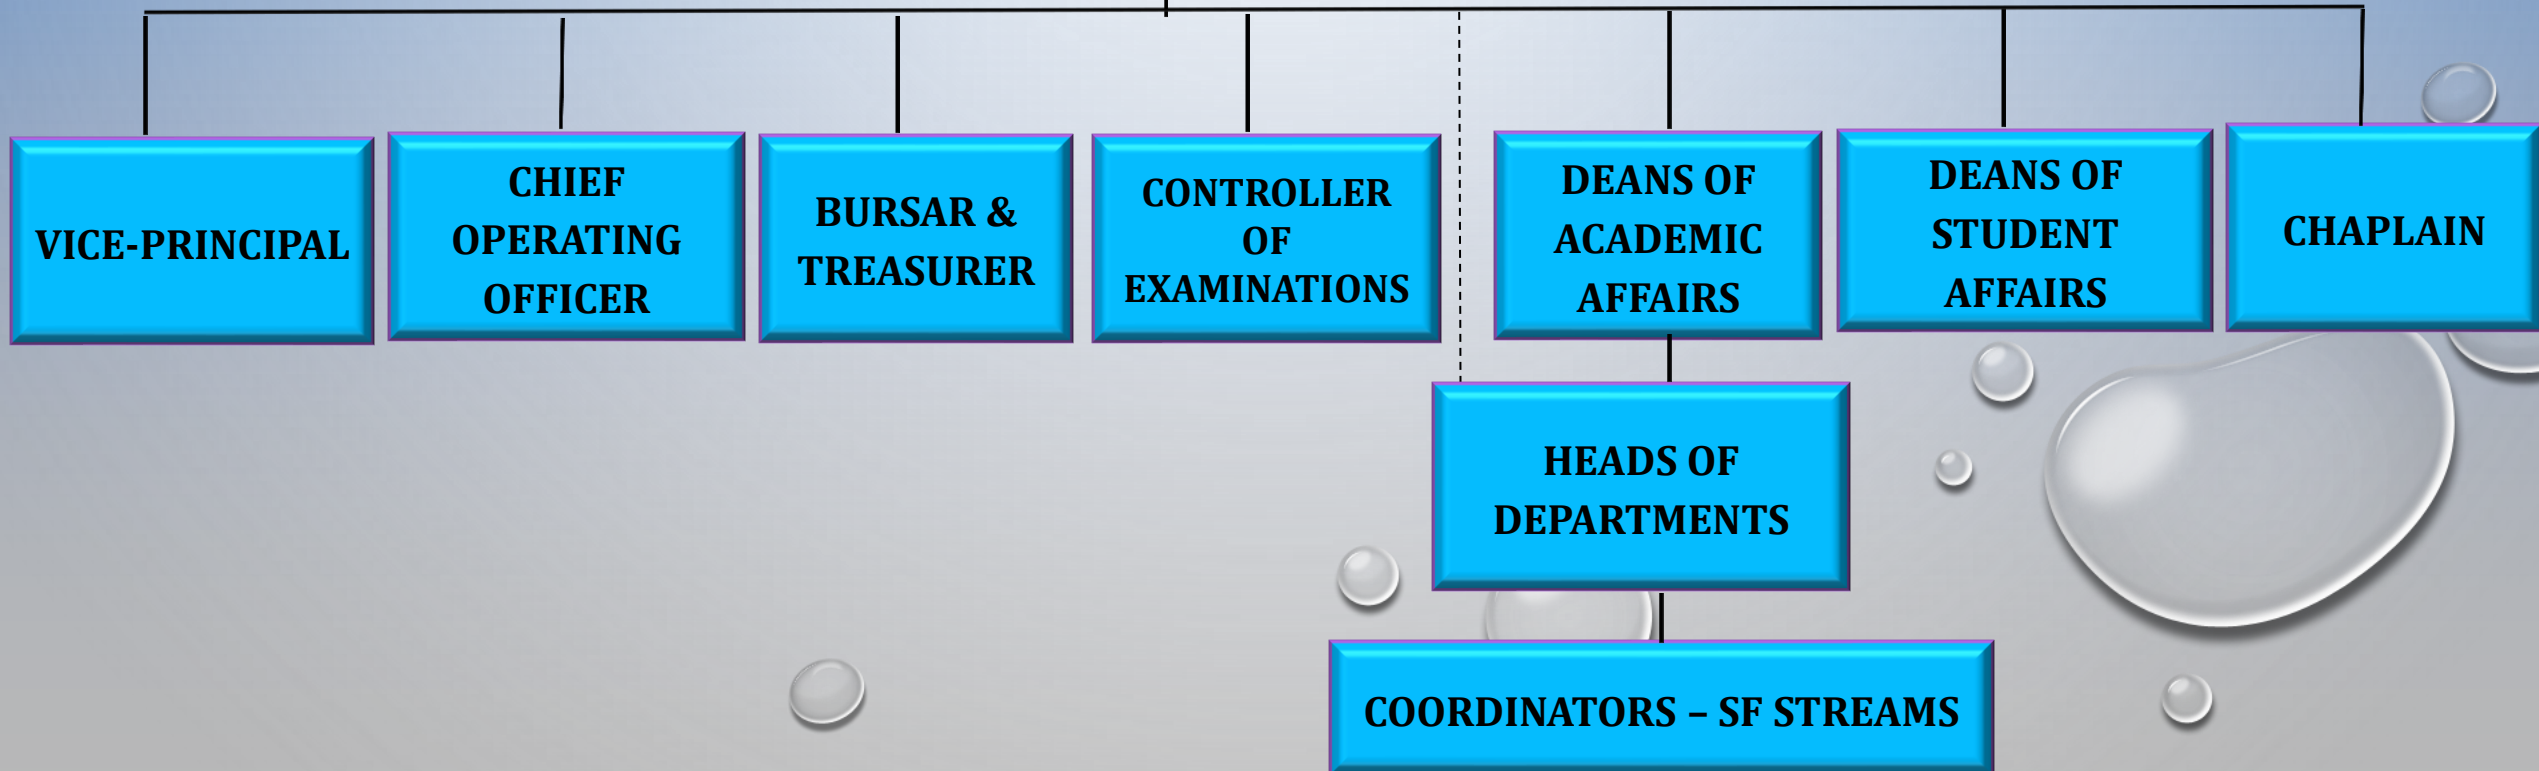 VICE-PRINCIPAL
CHIEF
OPERATING
OFFICER
BURSAR &
TREASURER
CONTROLLER
OF
EXAMINATIONS
DEANS OF
ACADEMIC
AFFAIRS
DEANS OF
STUDENT
AFFAIRS
CHAPLAIN
HEADS OF
DEPARTMENTS
COORDINATORS – SF STREAMS